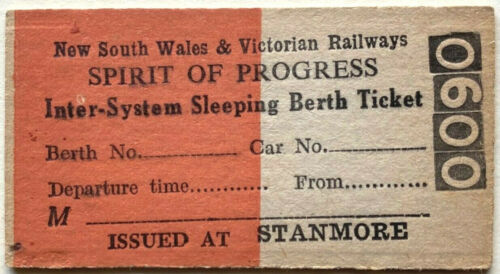 New South Wales & Victorian Railways
SPIRIT OF PROGRESS
Inter-System Sleeping Berth Ticket
Berth No............... Car No...............
Departure time........... From...........
M
ISSUED AT STANMORE
0090